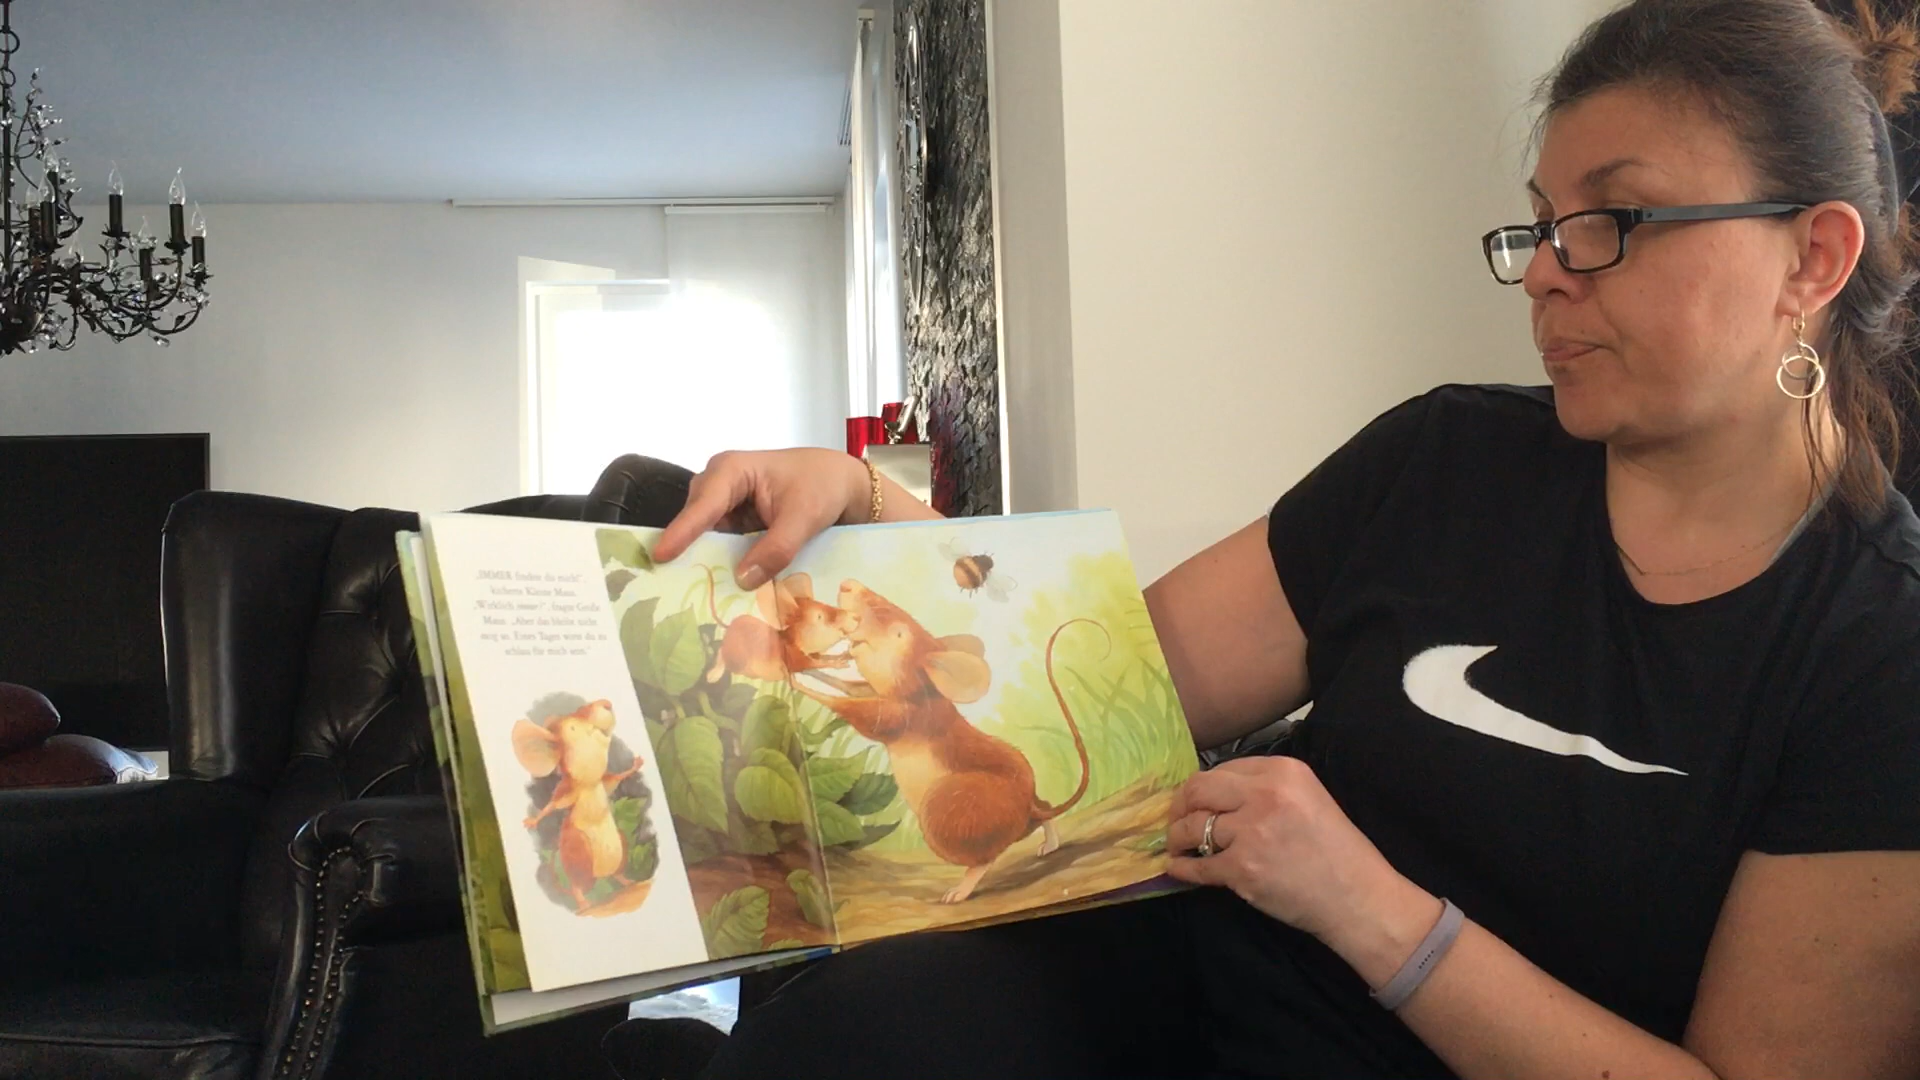 „IMMER findest du mich!“,
kicherte Kleine Maus.
„Wirklich immer?“, fragte Große
Maus. „Aber das bleibt nicht
ewig so. Eines Tages wirst du zu
schlau für mich sein.“